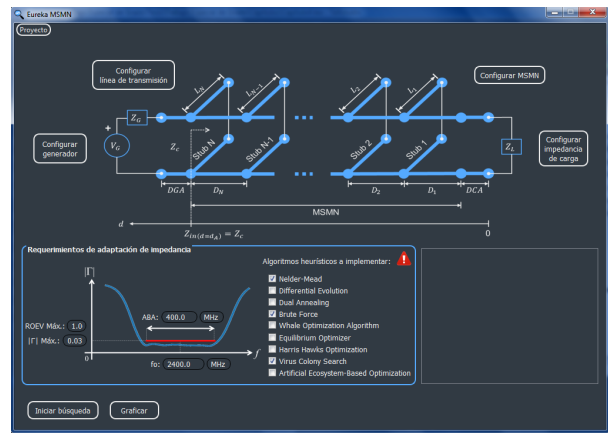 Eureka MSMN
Proyecto
Configurar
línea de transmisión
L_N
L_{N-1}
L_2
L_1
Configurar MSMN
+
Z_G
V_G
Configurar
generador
Z_c
Stub N
Stub N-1
...
Stub 2
Stub 1
Z_L
Configurar
impedancia
de carga
...
DGA
D_N
D_2
D_1
DCA
MSMN
d
Z_{in(d=d_A)} = Z_c
0
Requerimientos de adaptación de impedancia
|Γ|
ABA: 400.0 MHz
ROEV Máx.: 1.0
|Γ| Máx.: 0.03
0
f
fo: 2400.0 MHz
Algoritmos heurísticos a implementar:
Nelder-Mead
Differential Evolution
Dual Annealing
Brute Force
Whale Optimization Algorithm
Equilibrium Optimizer
Harris Hawks Optimization
Virus Colony Search
Artificial Ecosystem-Based Optimization
Iniciar búsqueda
Graficar